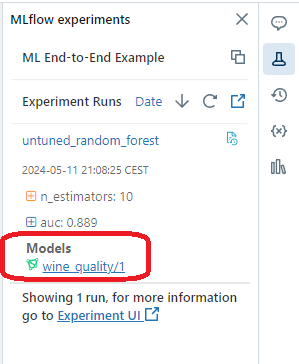 MLflow experiments
ML End-to-End Example
Experiment Runs Date
untuned_random_forest
2024-05-11 21:08:25 CEST
n_estimators: 10
auc: 0.889
Models
wine_quality/1
Showing 1 run, for more information
go to Experiment UI